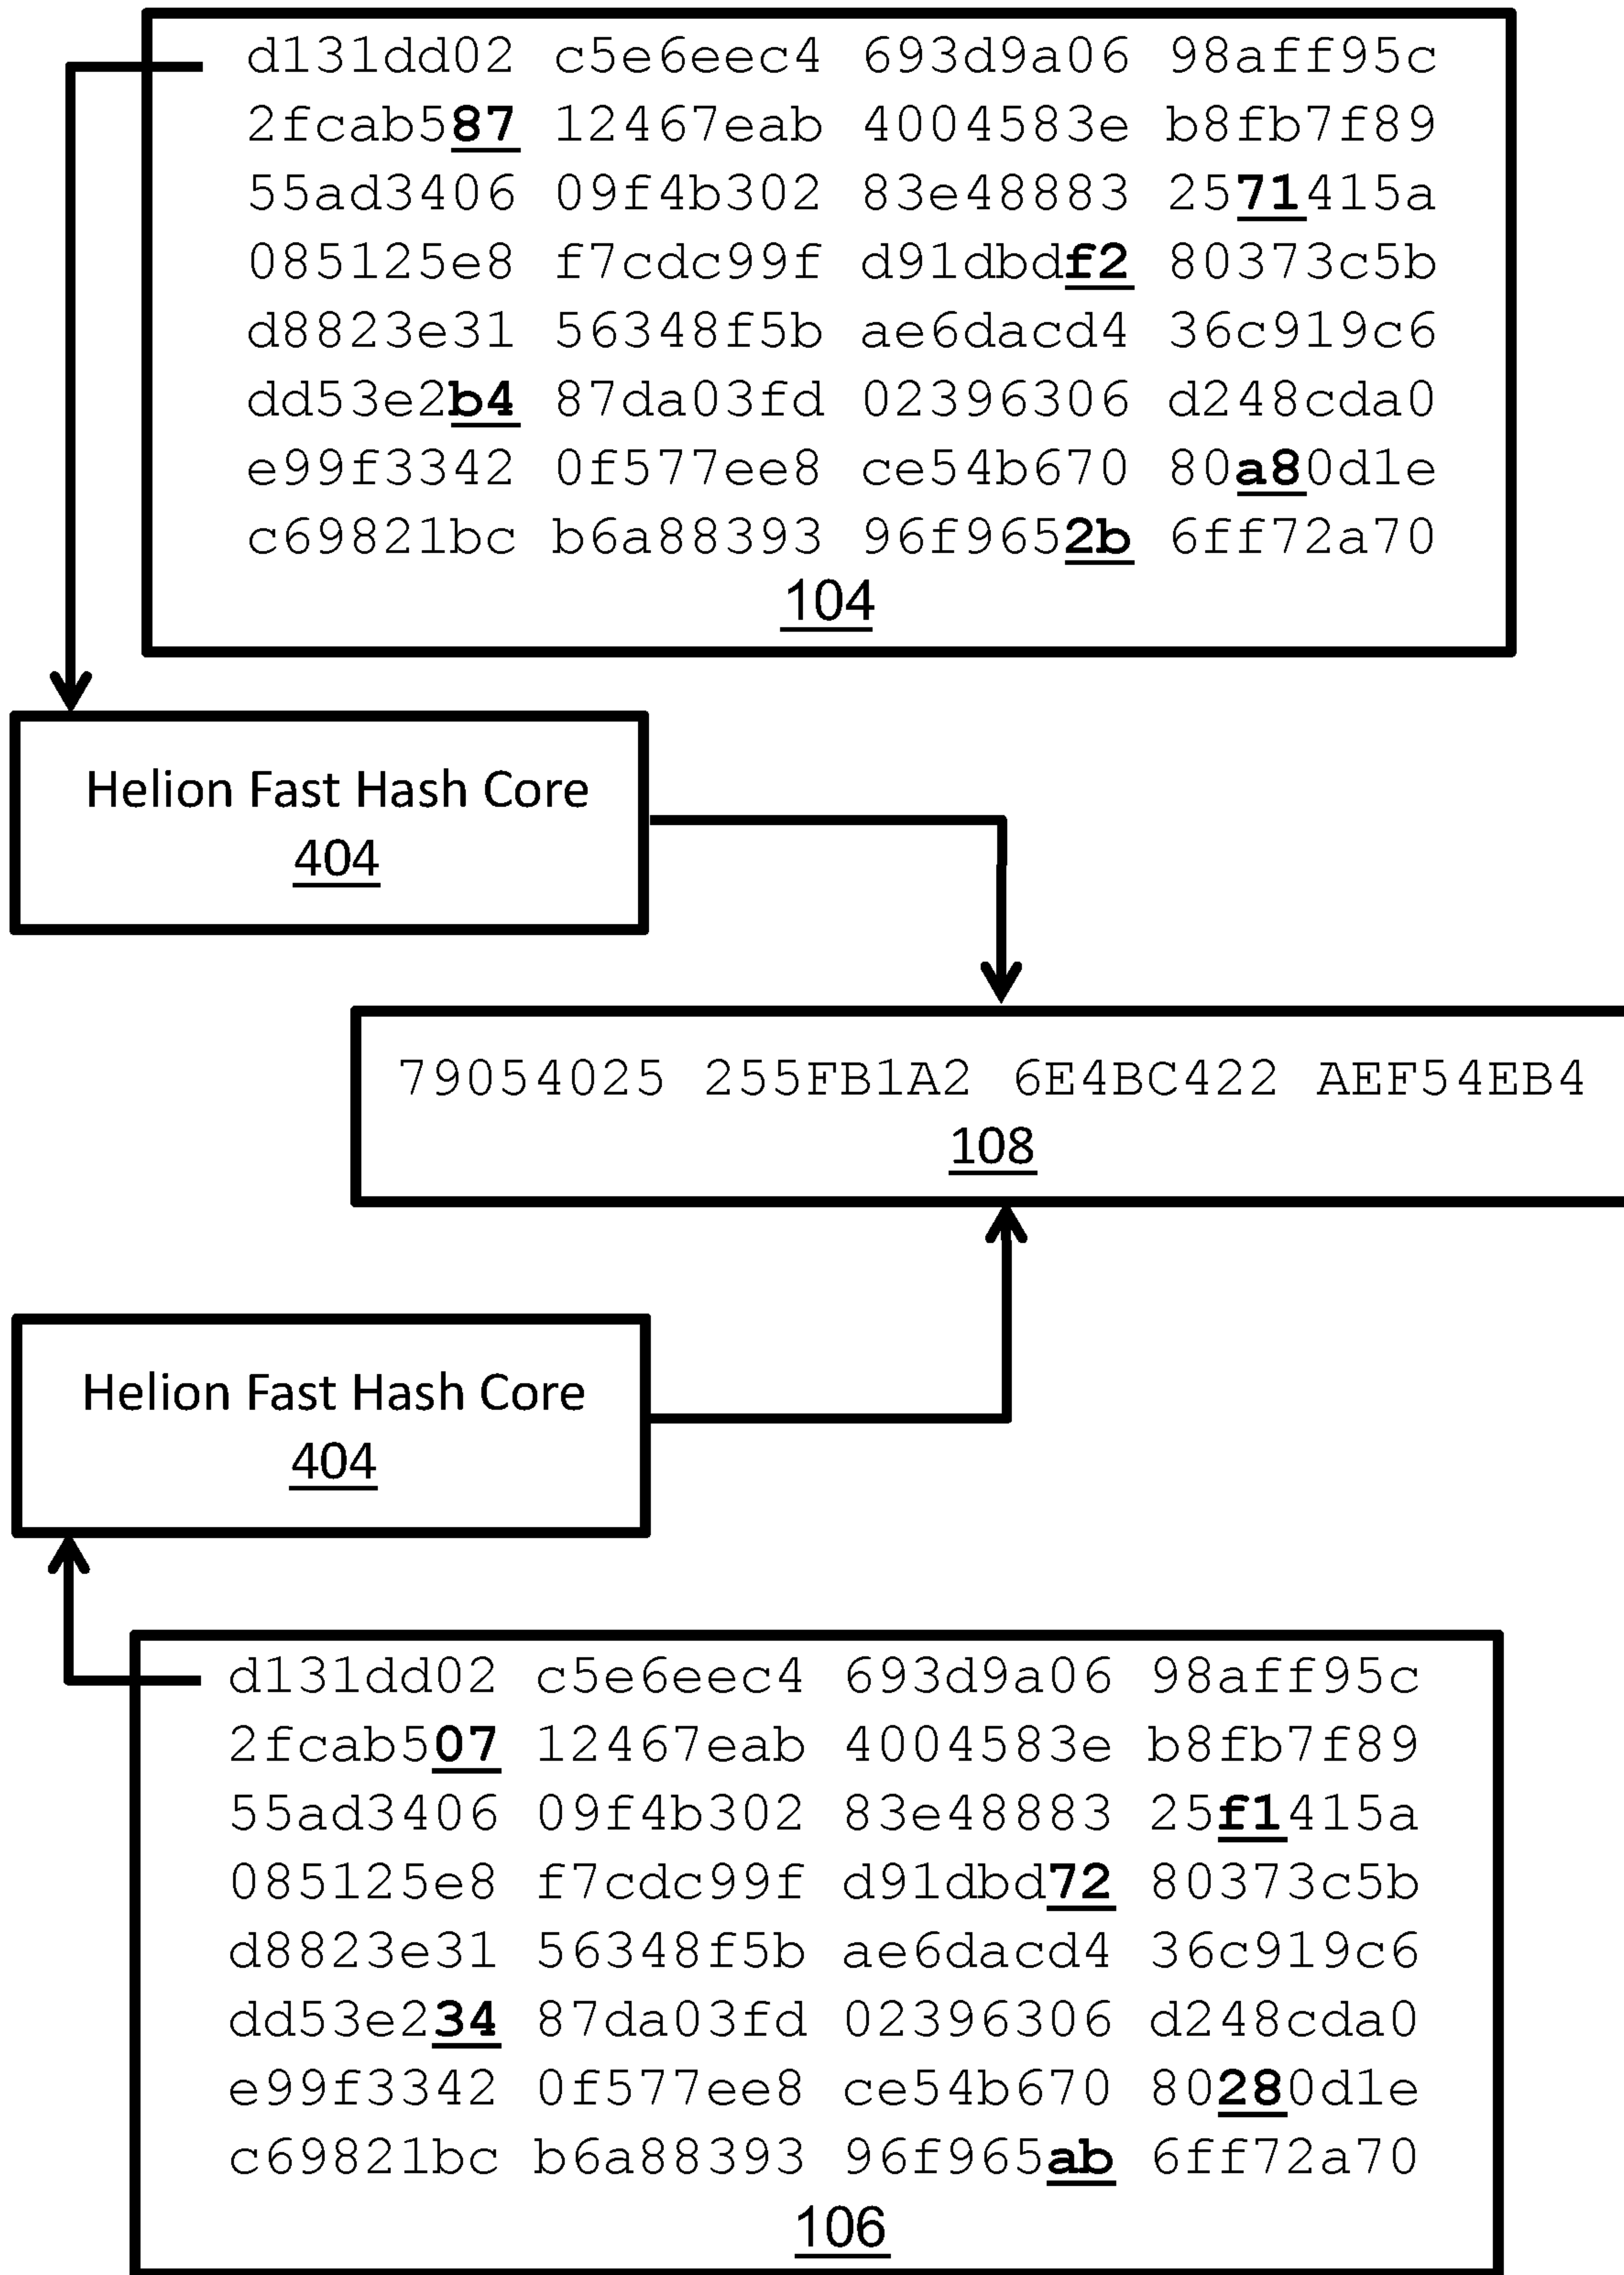 d131dd02 c5e6eec4 693d9a06 98aff95c
2fcab587 12467eab 4004583e b8fb7f89
55ad3406 09f4b302 83e48883 2571415a
085125e8 f7cdc99f d91dbdf2 80373c5b
d8823e31 56348f5b ae6dacd4 36c919c6
dd53e2b4 87da03fd 02396306 d248cda0
e99f3342 0f577ee8 ce54b670 80a80d1e
c69821bc b6a88393 96f9652b 6ff72a70
104
Helion Fast Hash Core
404
79054025 255FB1A2 6E4BC422 AEF54EB4
108
Helion Fast Hash Core
404
d131dd02 c5e6eec4 693d9a06 98aff95c
2fcab507 12467eab 4004583e b8fb7f89
55ad3406 09f4b302 83e48883 25f1415a
085125e8 f7cdc99f d91dbd72 80373c5b
d8823e31 56348f5b ae6dacd4 36c919c6
dd53e234 87da03fd 02396306 d248cda0
e99f3342 0f577ee8 ce54b670 80280d1e
c69821bc b6a88393 96f965ab 6ff72a70
106